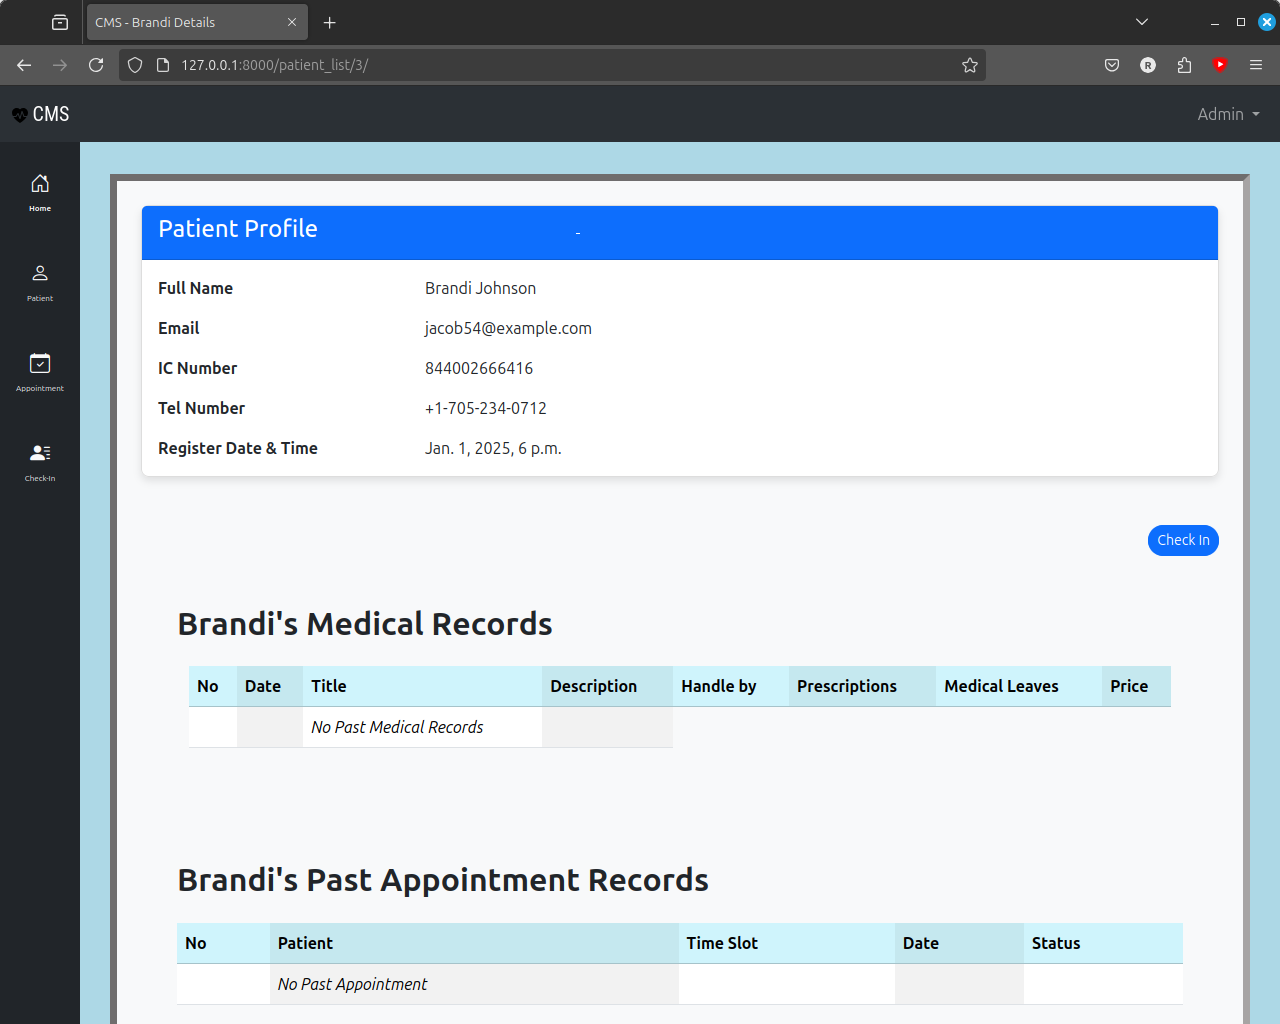 CMS - Brandi Details
127.0.0.1:8000/patient_list/3/
CMS
Admin
Home
Patient
Appointment
Check-In
Patient Profile
-
Full Name Brandi Johnson
Email jacob54@example.com
IC Number 844002666416
Tel Number +1-705-234-0712
Register Date & Time Jan. 1, 2025, 6 p.m.
Check In
Brandi's Medical Records
No Date Title Description Handle by Prescriptions Medical Leaves Price
No Past Medical Records
Brandi's Past Appointment Records
No Patient Time Slot Date Status
No Past Appointment